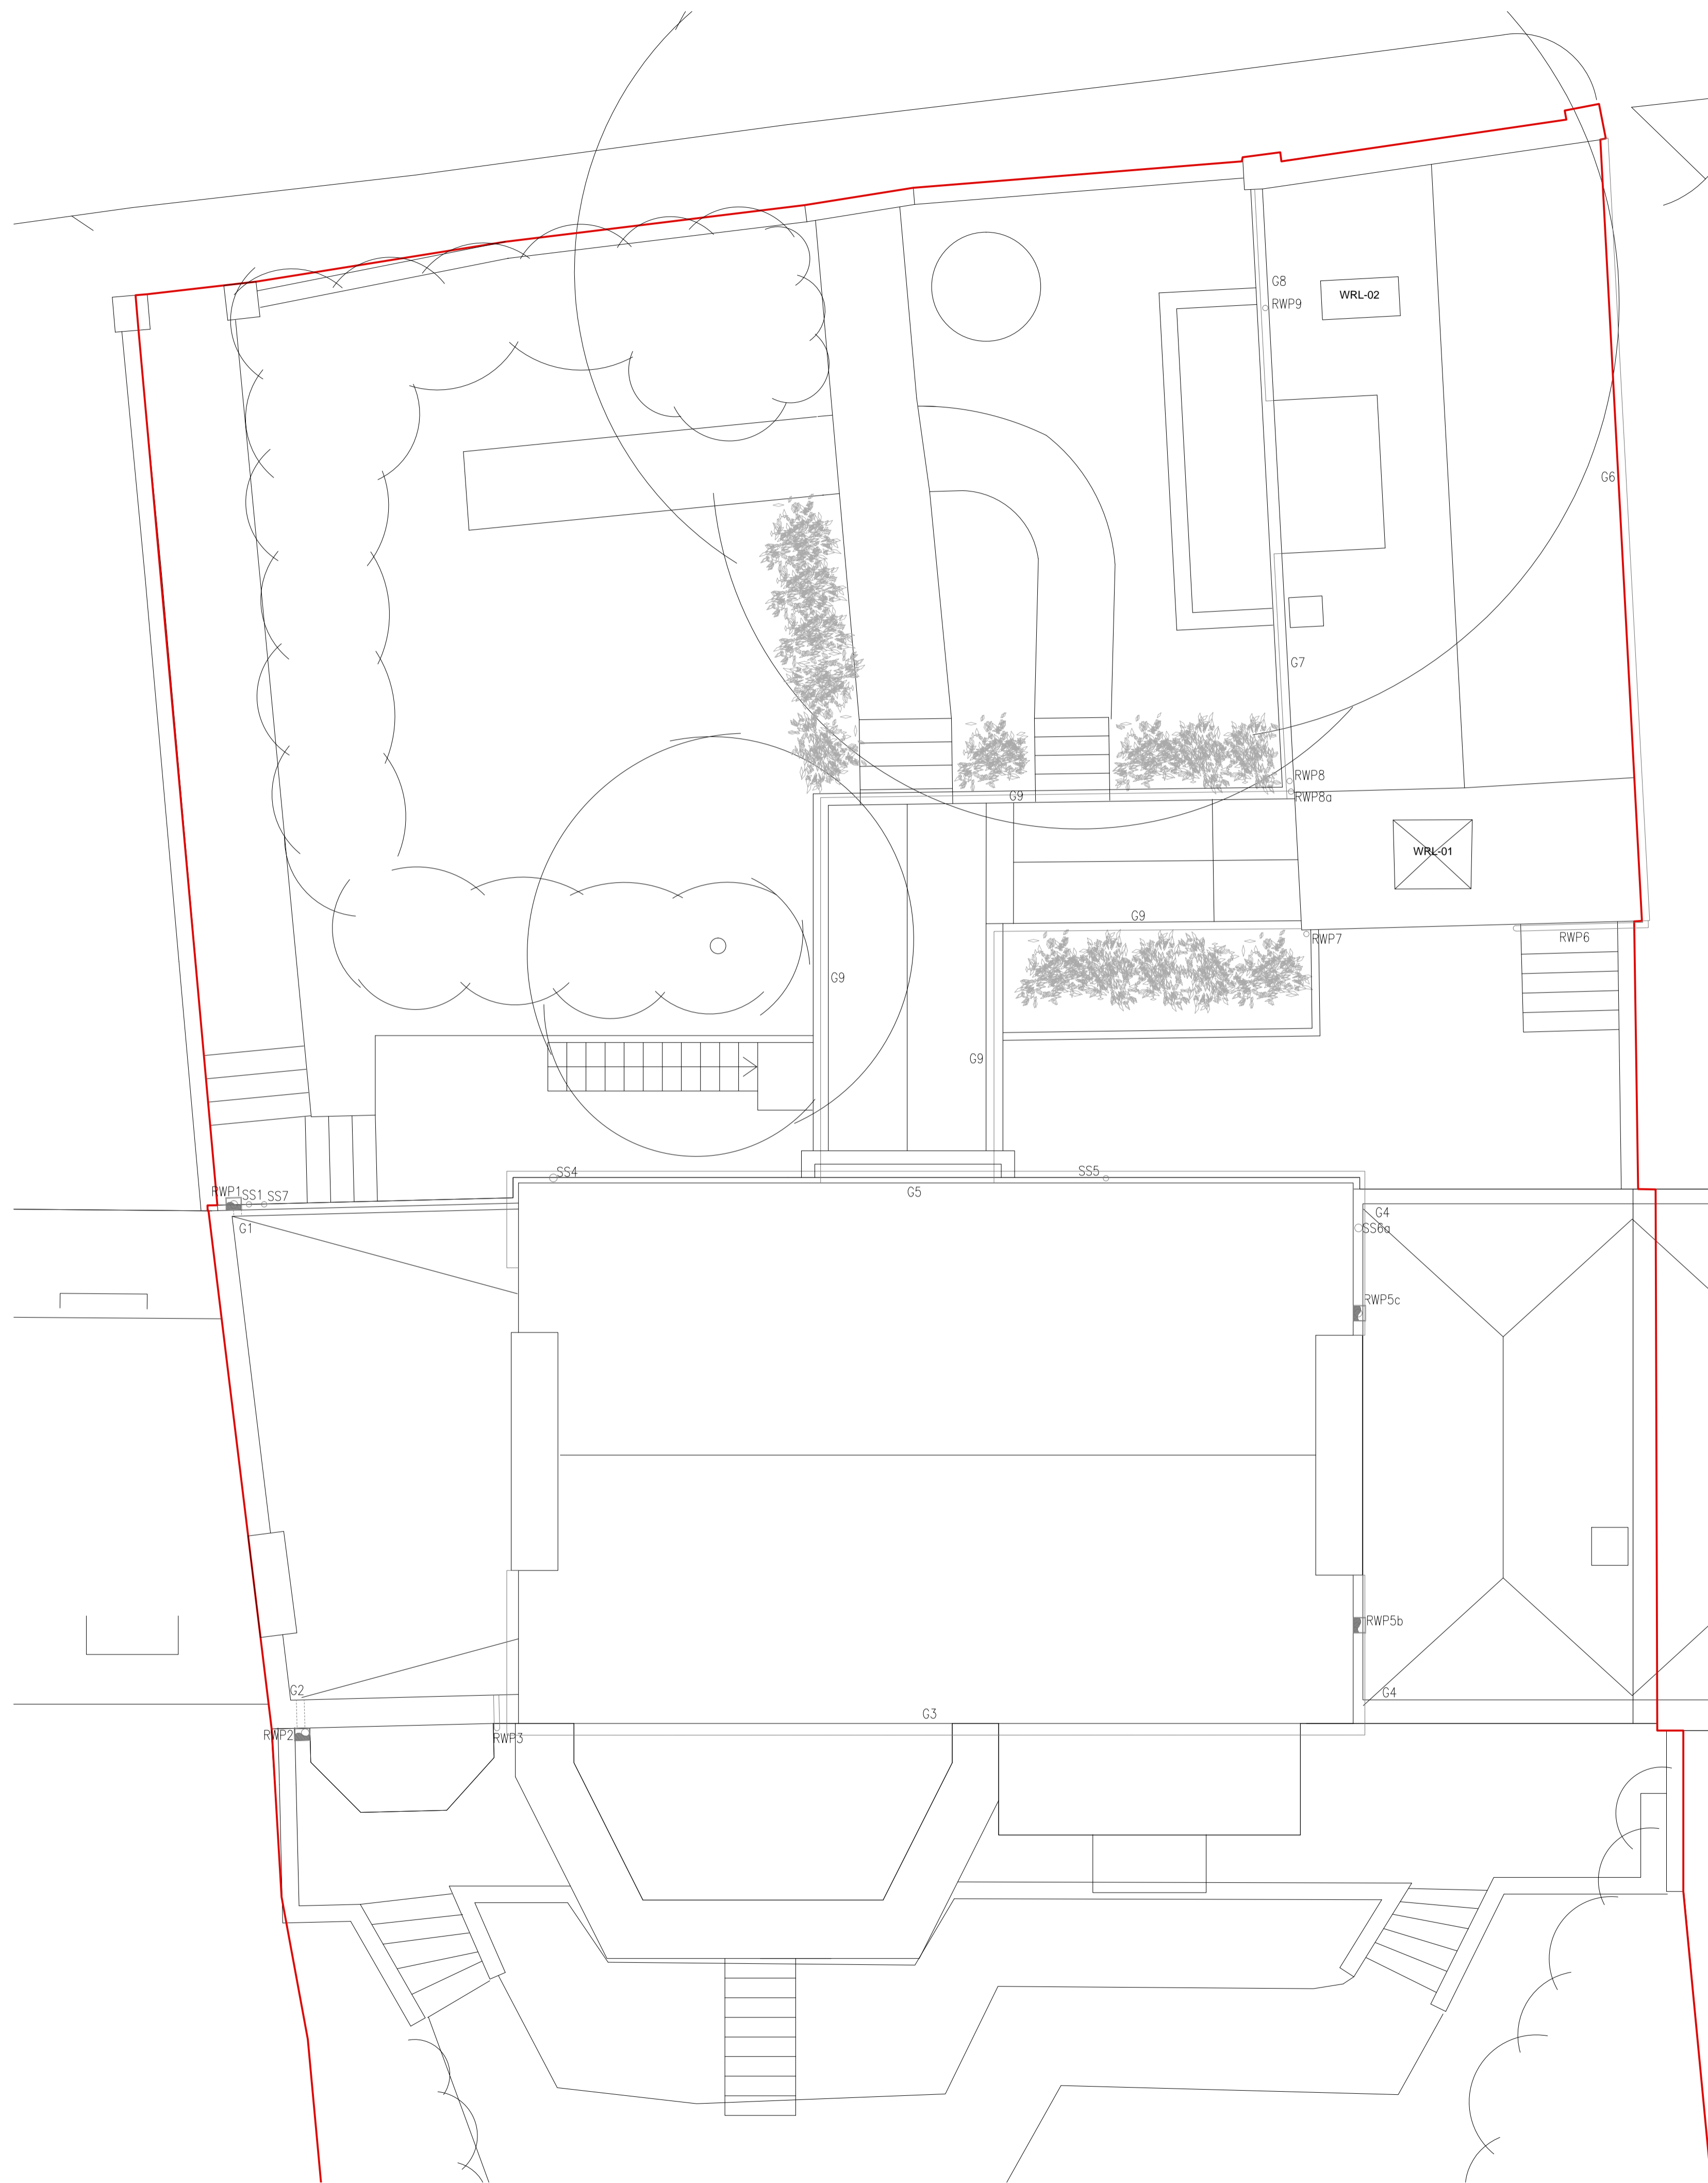 G8
WRL-02
RWP9
G6
G7
RWP8
G9
RWP8a
WRL-01
G9
RWP7
RWP6
G9
G9
SS4
SS5
RWP1
SS1
SS7
G5
G4
G1
SS6a
RWP5c
RWP5b
G2
G4
G3
RWP2
RWP3